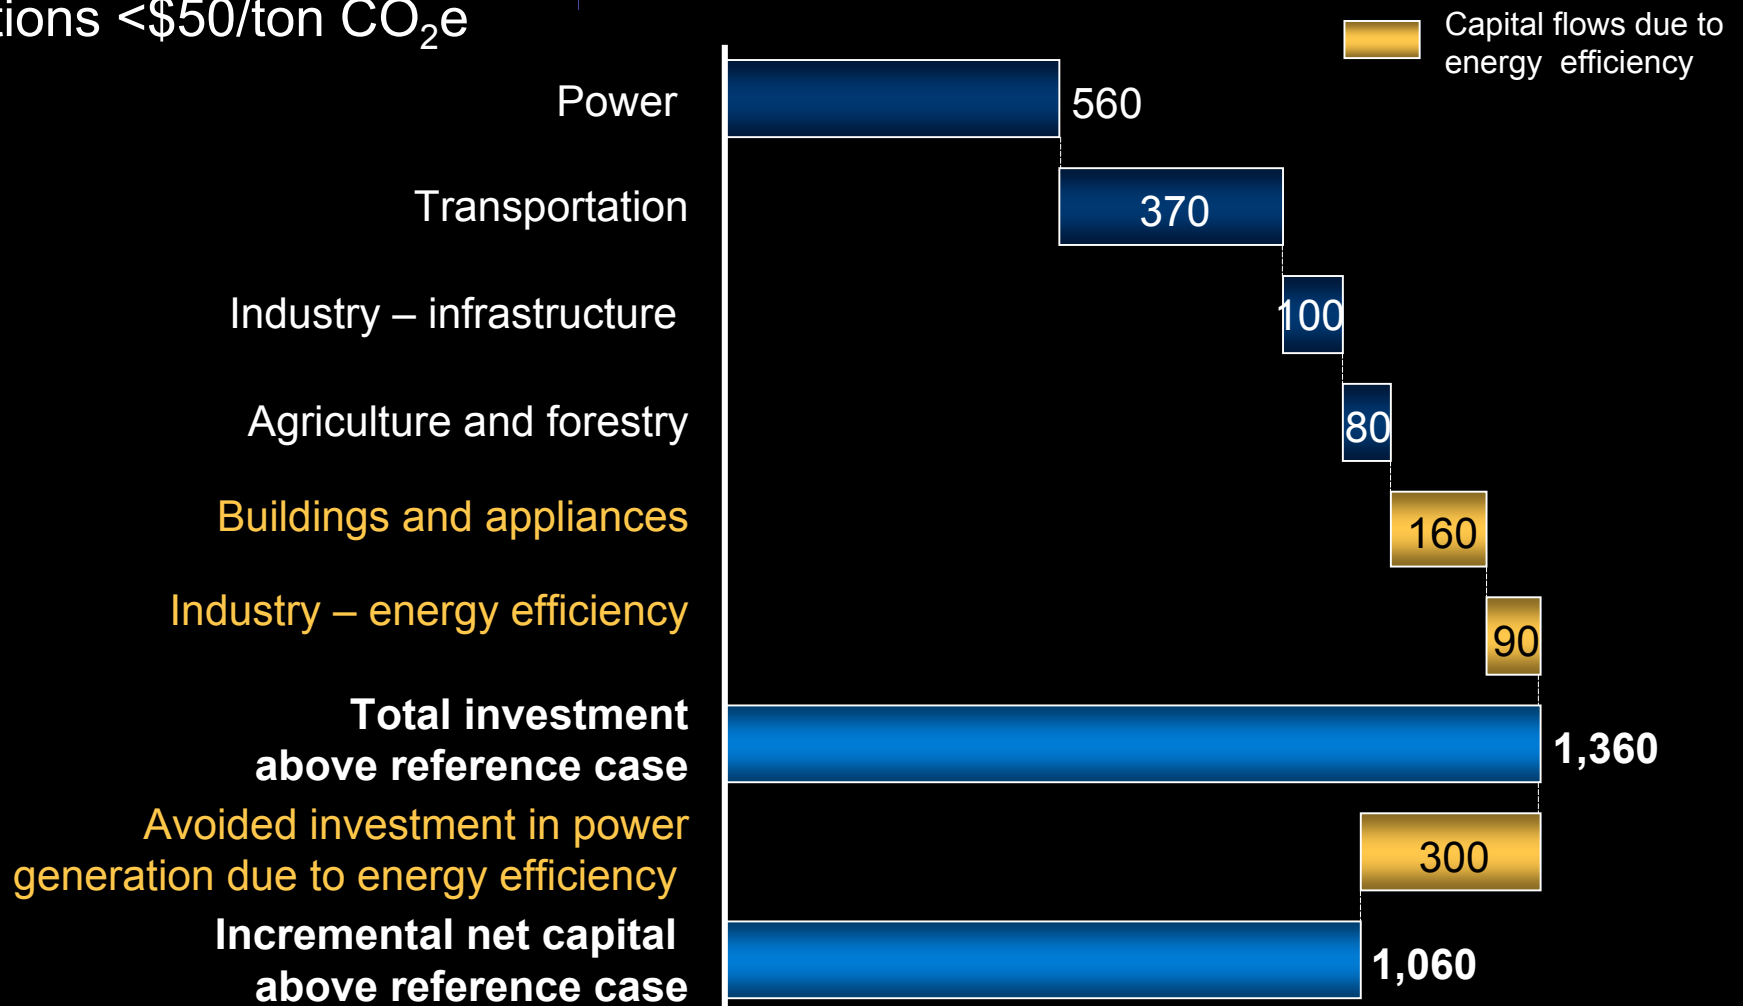 <$50/ton CO₂e
Capital flows due to
energy efficiency
Power
560
Transportation
370
Industry – infrastructure
100
Agriculture and forestry
80
Buildings and appliances
160
Industry – energy efficiency
90
Total investment
above reference case
1,360
Avoided investment in power
generation due to energy efficiency
300
Incremental net capital
above reference case
1,060